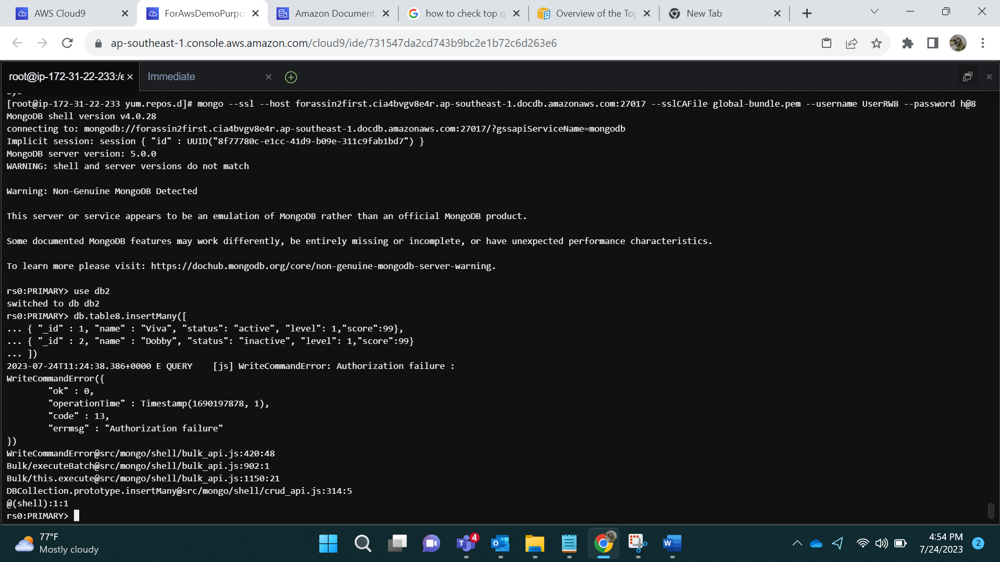 AWS Cloud9
ForAwsDemoPurpo
Amazon Document
how to check top q
Overview of the To
New Tab
ap-southeast-1.console.aws.amazon.com/cloud9/ide/731547da2cd743b9bc2e1b72c6d263e6
root@ip-172-31-22-233:/e
Immediate
[root@ip-172-31-22-233 yum.repos.d]# mongo --ssl --host forassin2first.cia4bvgv8e4r.ap-southeast-1.docdb.amazonaws.com:27017 --sslCAFile global-bundle.pem --username UserRW8 --password h@8
MongoDB shell version v4.0.28
connecting to: mongodb://forassin2first.cia4bvgv8e4r.ap-southeast-1.docdb.amazonaws.com:27017/?gssapiServiceName=mongodb
Implicit session: session { "id" : UUID("8f77780c-e1cc-41d9-b09e-311c9fab1bd7") }
MongoDB server version: 5.0.0
WARNING: shell and server versions do not match
Warning: Non-Genuine MongoDB Detected
This server or service appears to be an emulation of MongoDB rather than an official MongoDB product.
Some documented MongoDB features may work differently, be entirely missing or incomplete, or have unexpected performance characteristics.
To learn more please visit: https://dochub.mongodb.org/core/non-genuine-mongodb-server-warning.
rs0:PRIMARY> use db2
switched to db db2
rs0:PRIMARY> db.table8.insertMany([
... { "_id" : 1, "name" : "Viva", "status": "active", "level": 1,"score":99},
... { "_id" : 2, "name" : "Dobby", "status": "inactive", "level": 1,"score":99}
... ])
2023-07-24T11:24:38.386+0000 E QUERY    [js] WriteCommandError: Authorization failure :
WriteCommandError({
"ok" : 0,
"operationTime" : Timestamp(1690197878, 1),
"code" : 13,
"errmsg" : "Authorization failure"
})
WriteCommandError@src/mongo/shell/bulk_api.js:420:48
Bulk/executeBatch@src/mongo/shell/bulk_api.js:902:1
Bulk/this.execute@src/mongo/shell/bulk_api.js:1150:21
DBCollection.prototype.insertMany@src/mongo/shell/crud_api.js:314:5
@(shell):1:1
rs0:PRIMARY>
77°F
Mostly cloudy
4
4:54 PM
7/24/2023
2